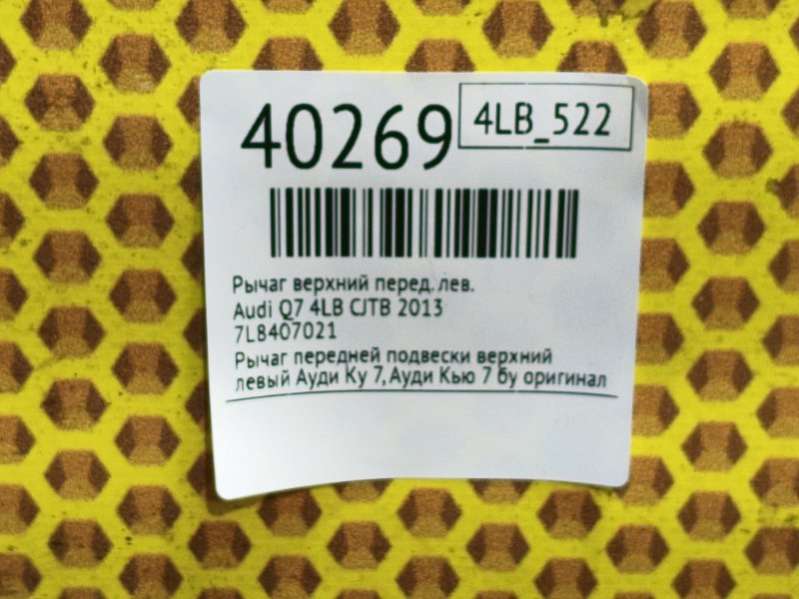 40269
4LB_522
Рычаг верхний перед. лев.
Audi Q7 4LB CJTB 2013
7L8407021
Рычаг передней подвески верхний
левый Ауди Ку 7, Ауди Кью 7 бу оригинал